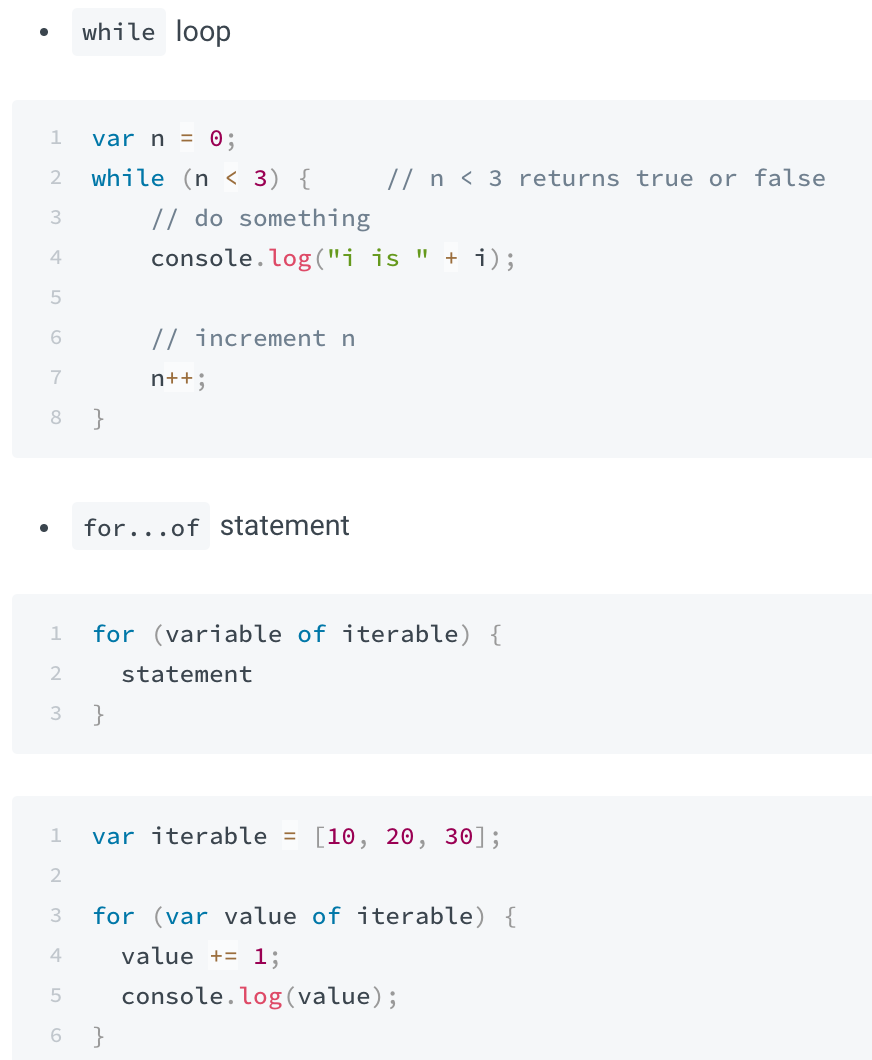 • while loop
1 var n = 0;
2 while (n < 3) {     // n < 3 returns true or false
3     // do something
4     console.log("i is " + i);
5
6     // increment n
7     n++;
8 }
• for...of statement
1 for (variable of iterable) {
2   statement
3 }
1 var iterable = [10, 20, 30];
2
3 for (var value of iterable) {
4   value += 1;
5   console.log(value);
6 }